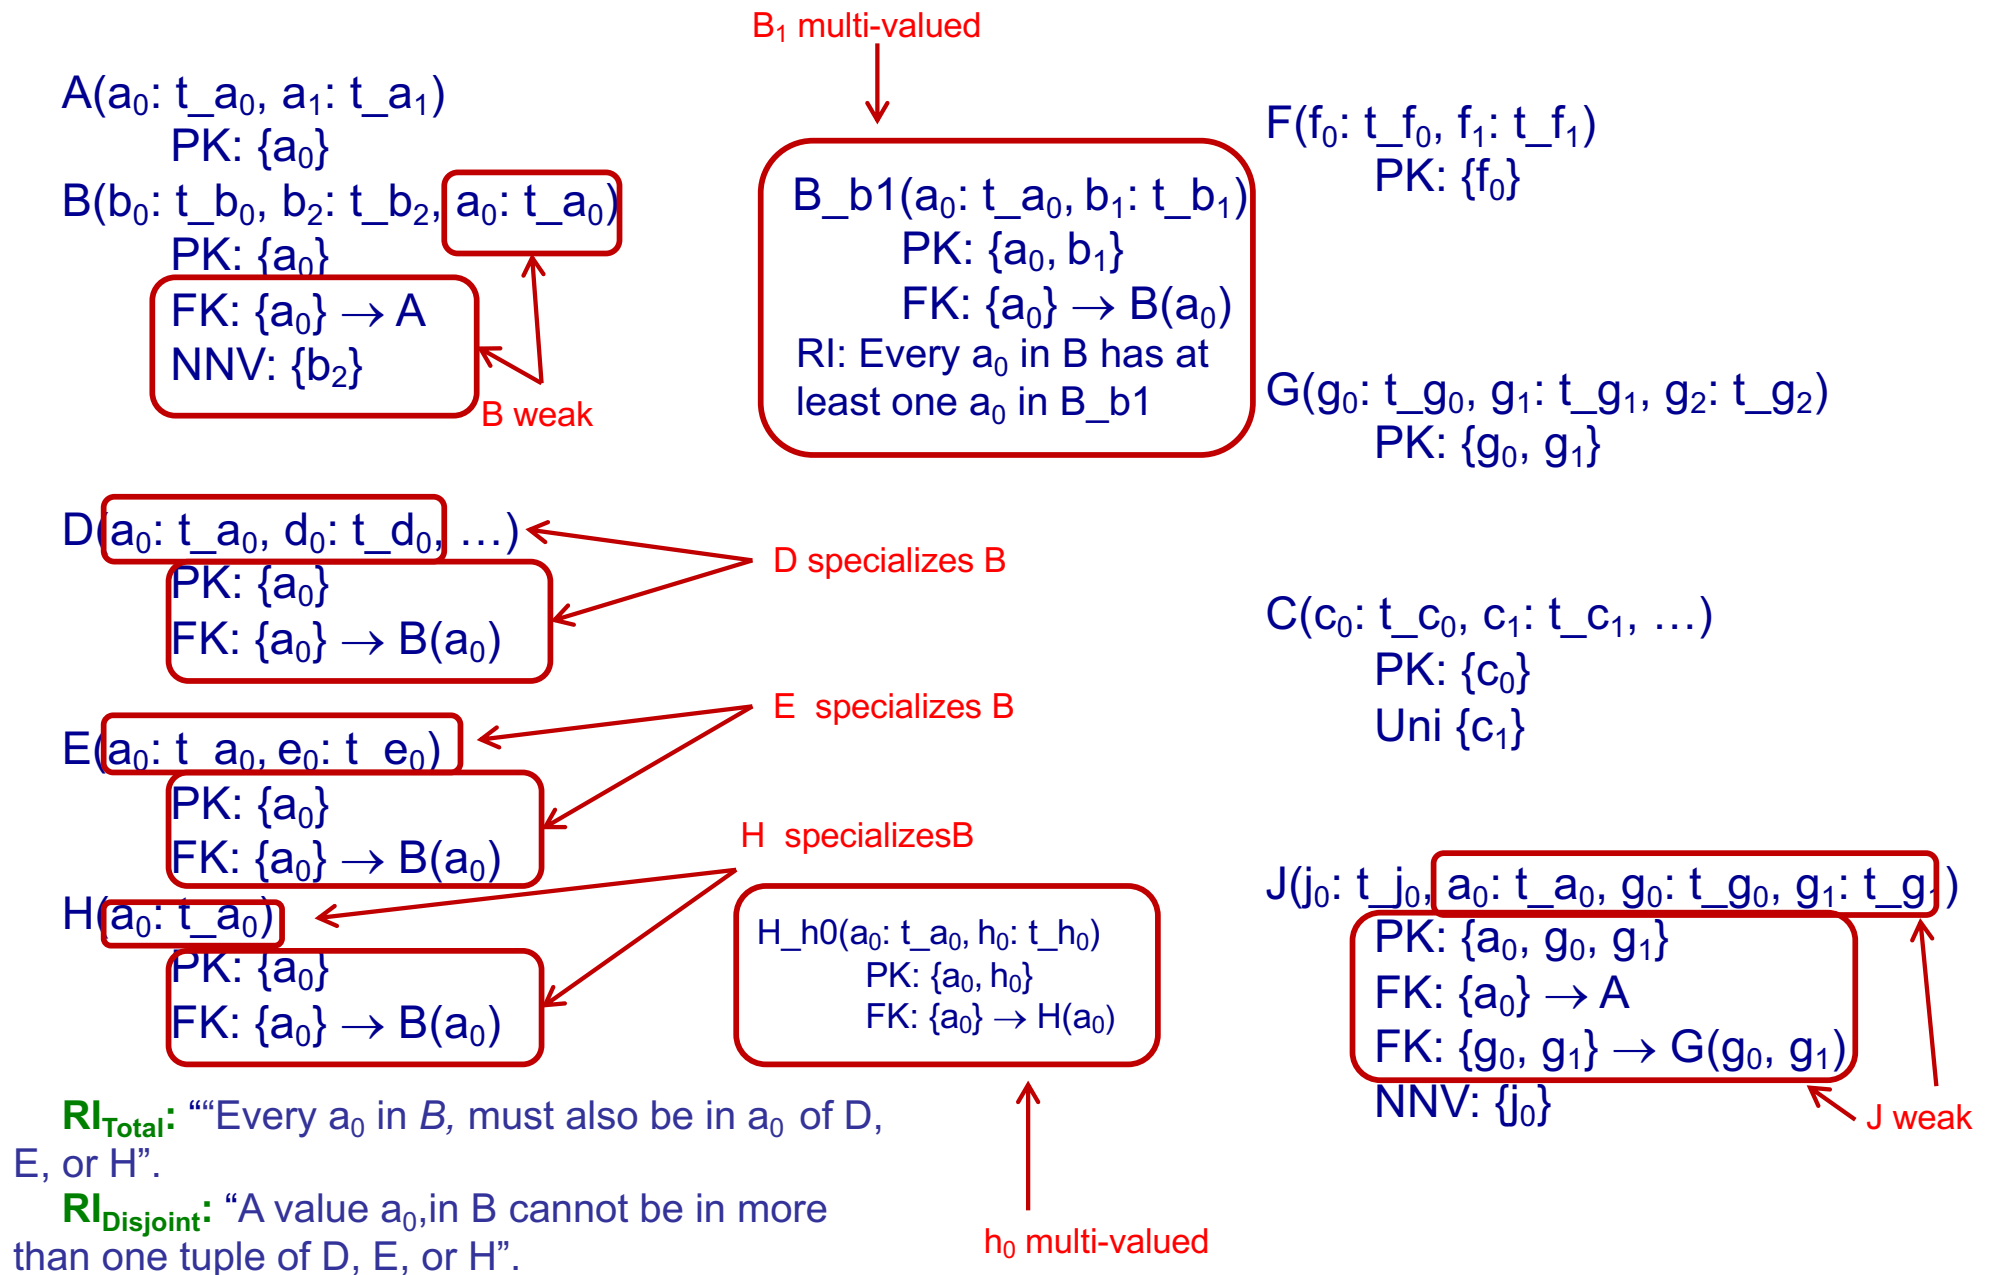 B₁ multi-valued
A(a₀: t_a₀, a₁: t_a₁)
PK: {a₀}
B(b₀: t_b₀, b₂: t_b₂, a₀: t_a₀)
PK: {a₀}
FK: {a₀} → A
NNV: {b₂}
B weak
B_b1(a₀: t_a₀, b₁: t_b₁)
PK: {a₀, b₁}
FK: {a₀} → B(a₀)
RI: Every a₀ in B has at
least one a₀ in B_b1
F(f₀: t_f₀, f₁: t_f₁)
PK: {f₀}
G(g₀: t_g₀, g₁: t_g₁, g₂: t_g₂)
PK: {g₀, g₁}
D(a₀: t_a₀, d₀: t_d₀, …)
PK: {a₀}
FK: {a₀} → B(a₀)
D specializes B
C(c₀: t_c₀, c₁: t_c₁, …)
PK: {c₀}
Uni {c₁}
E(a₀: t_a₀, e₀: t_e₀)
PK: {a₀}
FK: {a₀} → B(a₀)
E specializes B
H(a₀: t_a₀)
PK: {a₀}
FK: {a₀} → B(a₀)
H specializesB
H_h0(a₀: t_a₀, h₀: t_h₀)
PK: {a₀, h₀}
FK: {a₀} → H(a₀)
h₀ multi-valued
J(j₀: t_j₀, a₀: t_a₀, g₀: t_g₀, g₁: t_g₁)
PK: {a₀, g₀, g₁}
FK: {a₀} → A
FK: {g₀, g₁} → G(g₀, g₁)
NNV: {j₀}
J weak
RI_Total: ““Every a₀ in B, must also be in a₀ of D,
E, or H”.
RI_Disjoint: “A value a₀,in B cannot be in more
than one tuple of D, E, or H”.